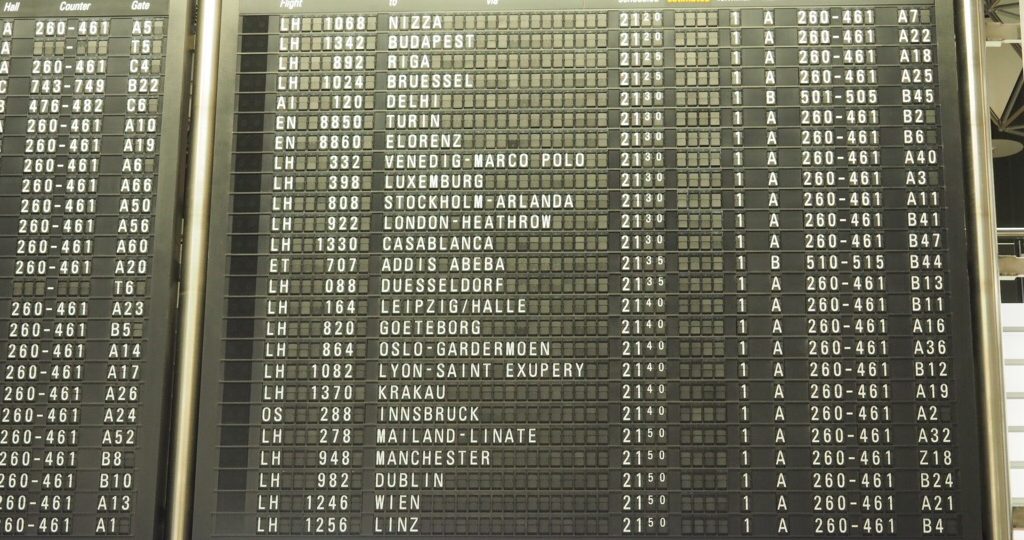 Hall Counter Gate
A 260-461 A5
A - T5
A 260-461 C4
C 743-749 B22
B 476-482 C6
A 260-461 A10
260-461 A19
260-461 A6
260-461 A66
260-461 A50
260-461 A56
260-461 A60
260-461 A20
- T6
260-461 A23
260-461 B5
260-461 A14
260-461 A17
260-461 A26
260-461 A24
260-461 A52
260-461 B8
260-461 B10
260-461 A13
260-461 A1
Flight to via
LH 1068 NIZZA 2120 1 A 260-461 A7
LH 1342 BUDAPEST 2120 1 A 260-461 A22
LH 892 RIGA 2125 1 A 260-461 A18
LH 1024 BRUESSEL 2125 1 A 260-461 A25
AI 120 DELHI 2130 1 B 501-505 B45
EN 8850 TURIN 2130 1 A 260-461 B2
EN 8860 ELORENZ 2130 1 A 260-461 B6
LH 332 VENEDIG-MARCO POLO 2130 1 A 260-461 A40
LH 398 LUXEMBURG 2130 1 A 260-461 A3
LH 808 STOCKHOLM-ARLANDA 2130 1 A 260-461 A11
LH 922 LONDON-HEATHROW 2130 1 A 260-461 B41
LH 1330 CASABLANCA 2130 1 A 260-461 B47
ET 707 ADDIS ABEBA 2135 1 B 510-515 B44
LH 088 DUESSELDORF 2135 1 A 260-461 B13
LH 164 LEIPZIG/HALLE 2140 1 A 260-461 B11
LH 820 GOETEBORG 2140 1 A 260-461 A16
LH 864 OSLO-GARDERMOEN 2140 1 A 260-461 A36
LH 1082 LYON-SAINT EXUPERY 2140 1 A 260-461 B12
LH 1370 KRAKAU 2140 1 A 260-461 A19
OS 288 INNSBRUCK 2140 1 A 260-461 A2
LH 278 MAILAND-LINATE 2150 1 A 260-461 A32
LH 948 MANCHESTER 2150 1 A 260-461 Z18
LH 982 DUBLIN 2150 1 A 260-461 B24
LH 1246 WIEN 2150 1 A 260-461 A21
LH 1256 LINZ 2150 1 A 260-461 B4